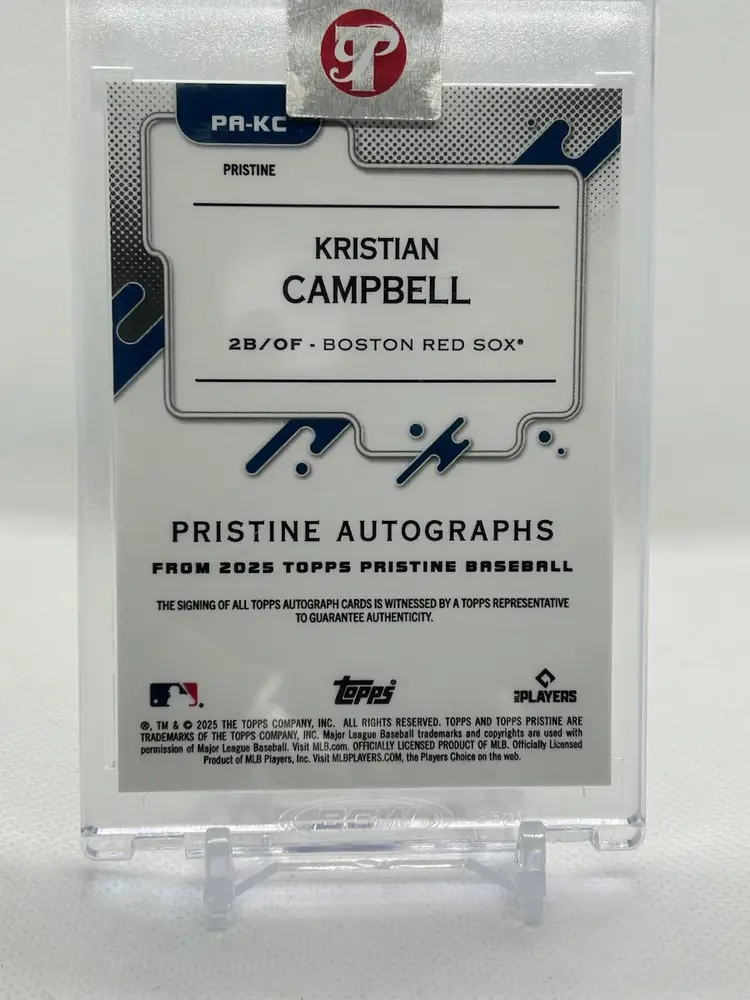 P
PA-KC
PRISTINE
KRISTIAN
CAMPBELL
2B/OF - BOSTON RED SOX®
PRISTINE AUTOGRAPHS
FROM 2025 TOPPS PRISTINE BASEBALL
THE SIGNING OF ALL TOPPS AUTOGRAPH CARDS IS WITNESSED BY A TOPPS REPRESENTATIVE
TO GUARANTEE AUTHENTICITY.
Topps
MLB PLAYERS
®, TM & © 2025 THE TOPPS COMPANY, INC. ALL RIGHTS RESERVED. TOPPS AND TOPPS PRISTINE ARE
TRADEMARKS OF THE TOPPS COMPANY, INC. Major League Baseball trademarks and copyrights are used with
permission of Major League Baseball. Visit MLB.com. OFFICIALLY LICENSED PRODUCT OF MLB. Officially Licensed
Product of MLB Players, Inc. Visit MLBPLAYERS.COM, the Players Choice on the web.
BCW